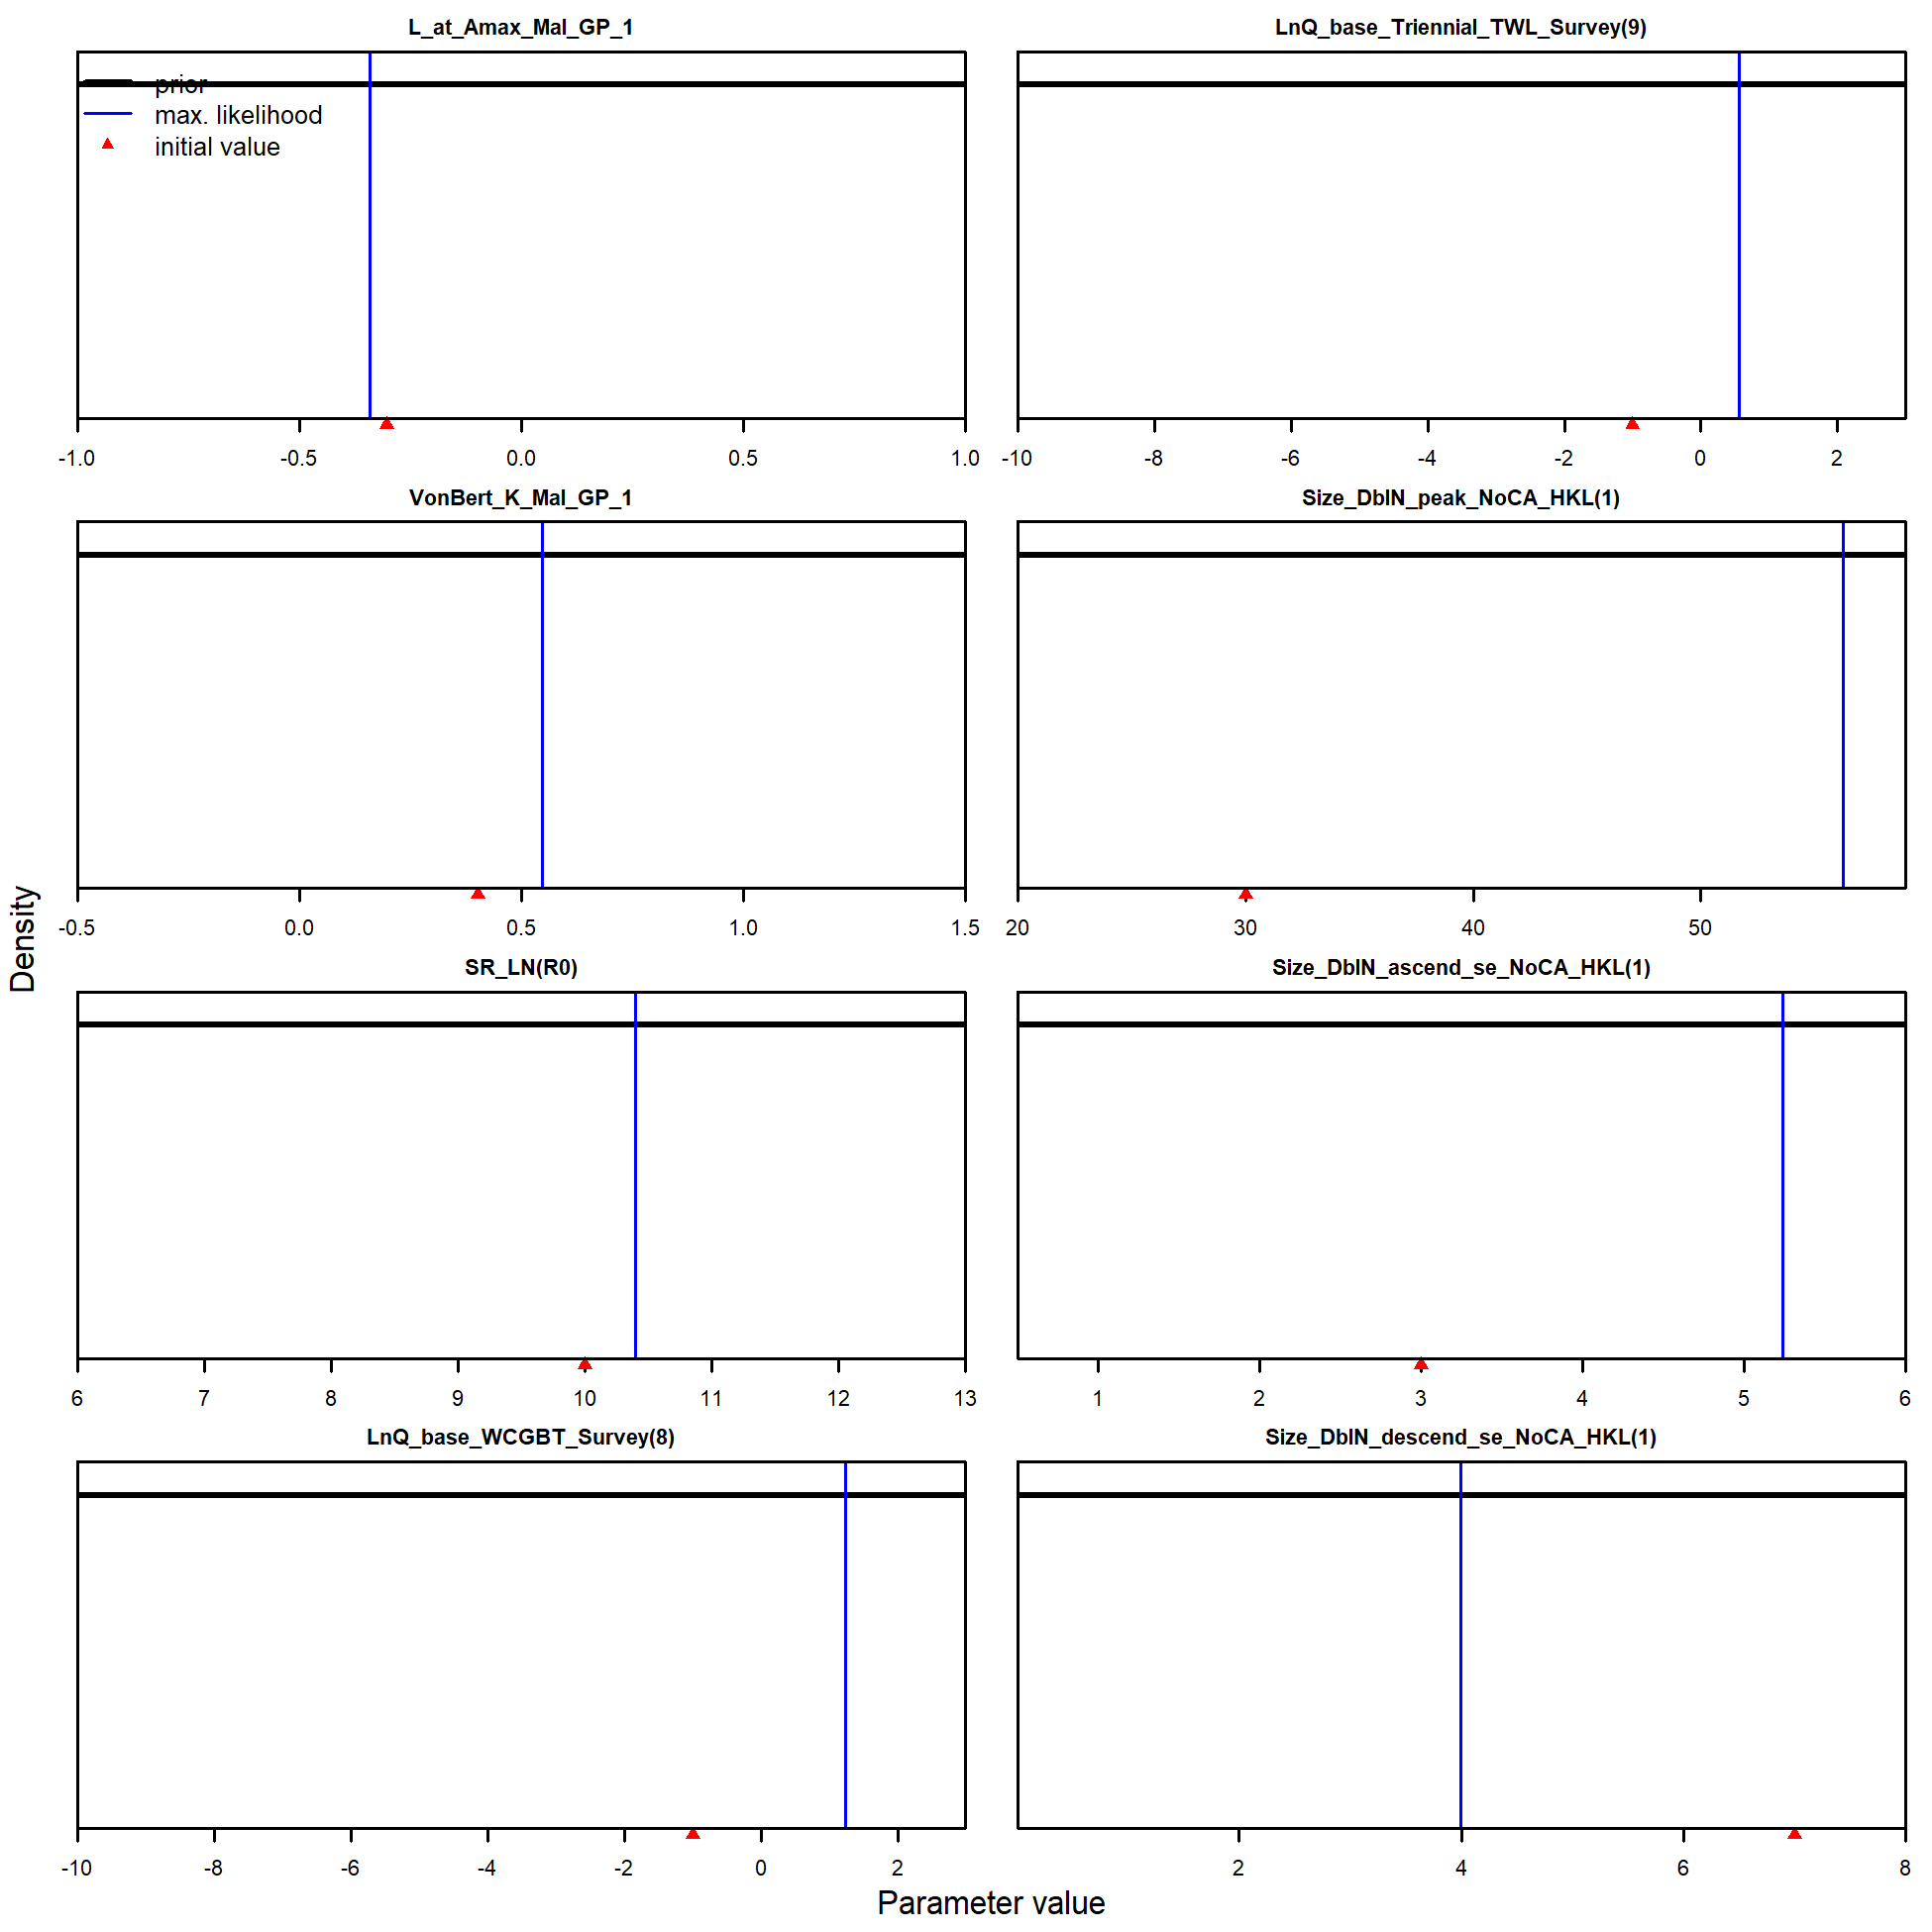 L_at_Amax_Mal_GP_1
prior
max. likelihood
initial value
-1.0 -0.5 0.0 0.5 1.0
LnQ_base_Triennial_TWL_Survey(9)
-10 -8 -6 -4 -2 0 2
VonBert_K_Mal_GP_1
-0.5 0.0 0.5 1.0 1.5
Size_DblN_peak_NoCA_HKL(1)
20 30 40 50
SR_LN(R0)
6 7 8 9 10 11 12 13
Size_DblN_ascend_se_NoCA_HKL(1)
1 2 3 4 5 6
LnQ_base_WCGBT_Survey(8)
-10 -8 -6 -4 -2 0 2
Size_DblN_descend_se_NoCA_HKL(1)
2 4 6 8
Density
Parameter value